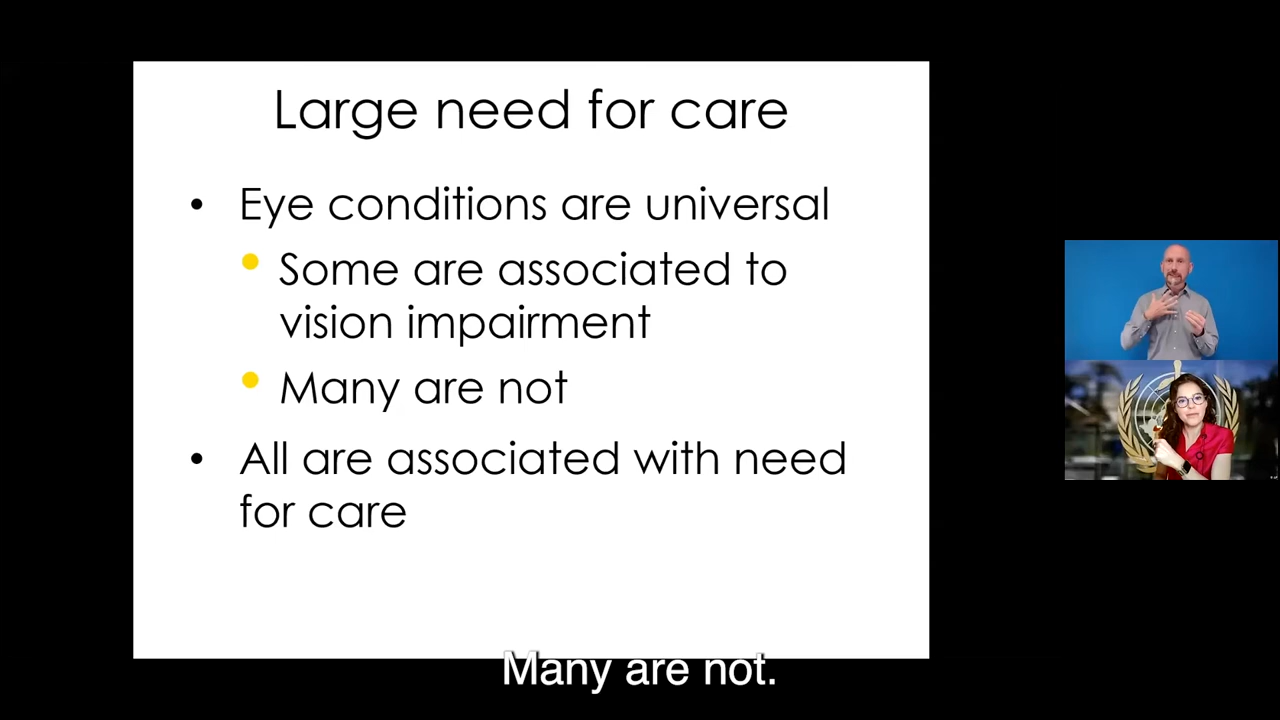 Large need for care
• Eye conditions are universal
• Some are associated to
vision impairment
• Many are not
• All are associated with need
for care
Many are not.